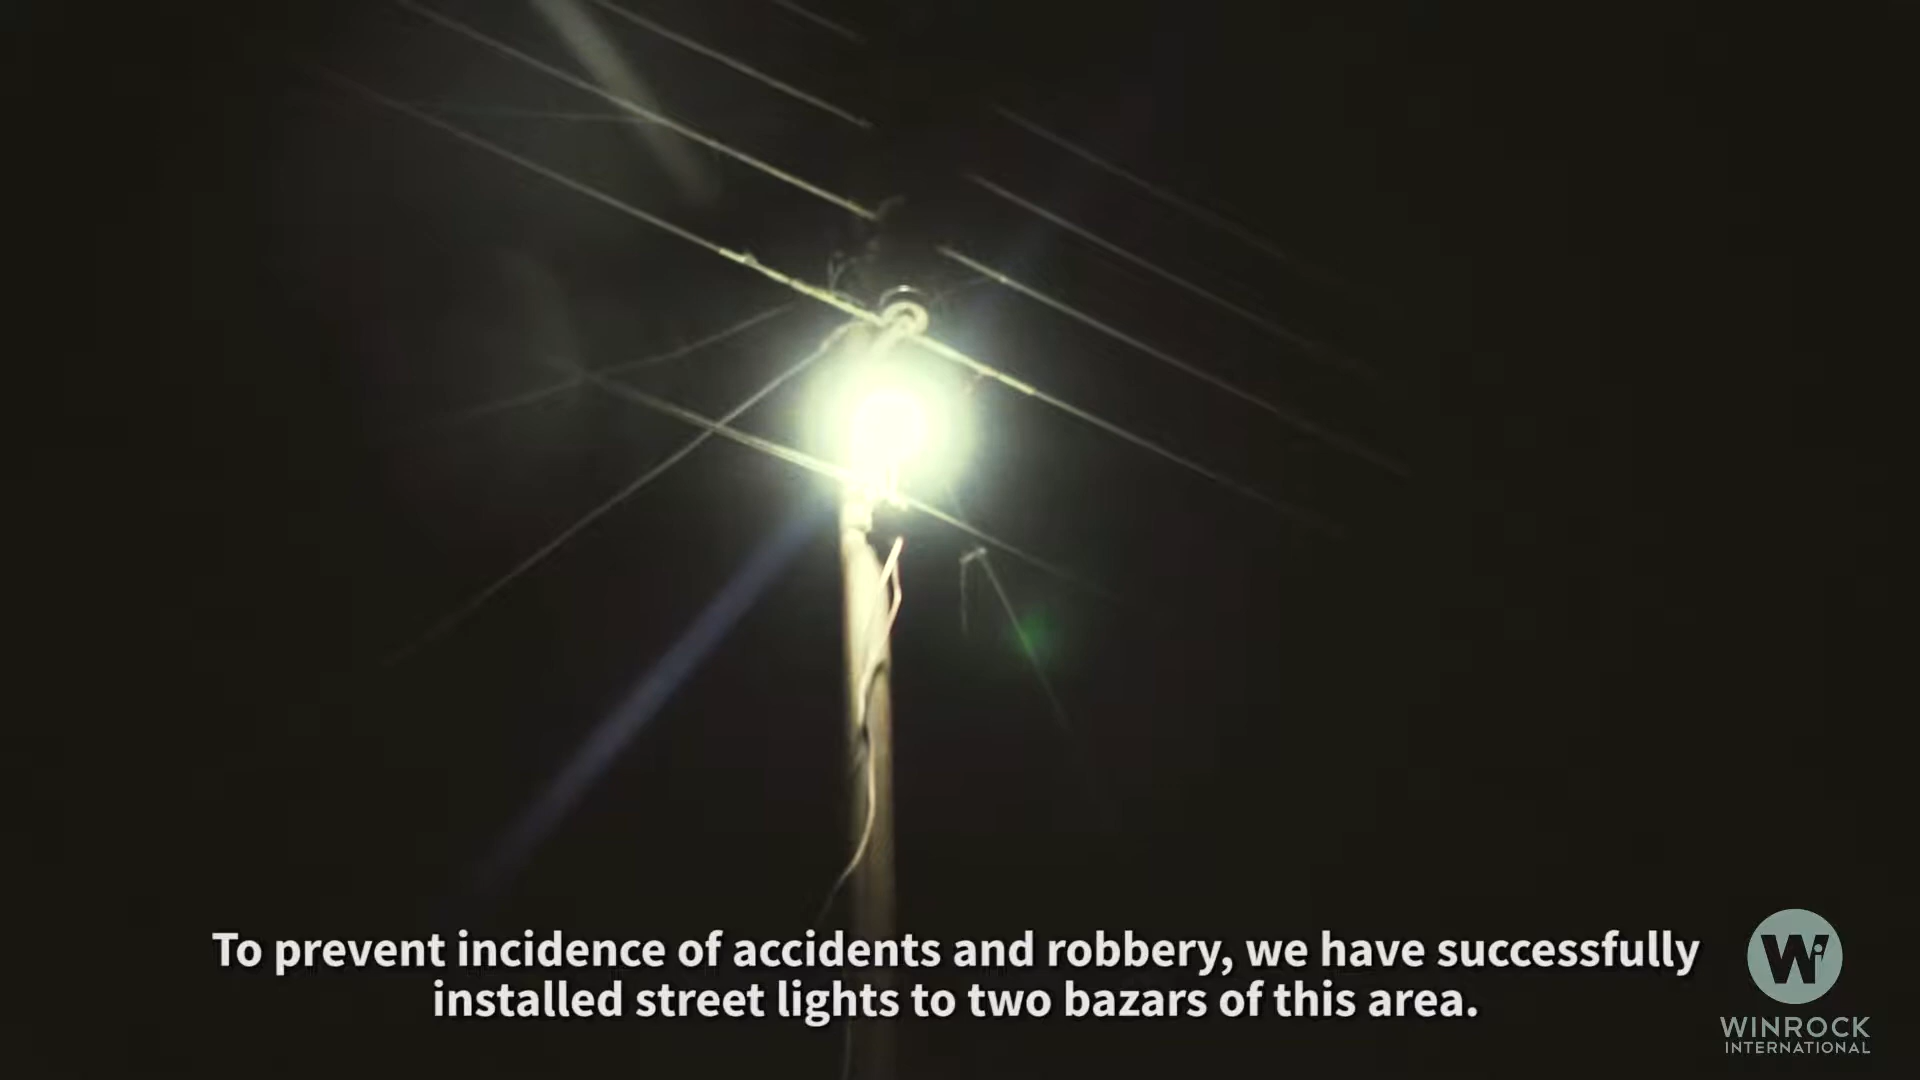 To prevent incidence of accidents and robbery, we have successfully
installed street lights to two bazars of this area.
Wi
WINROCK
INTERNATIONAL